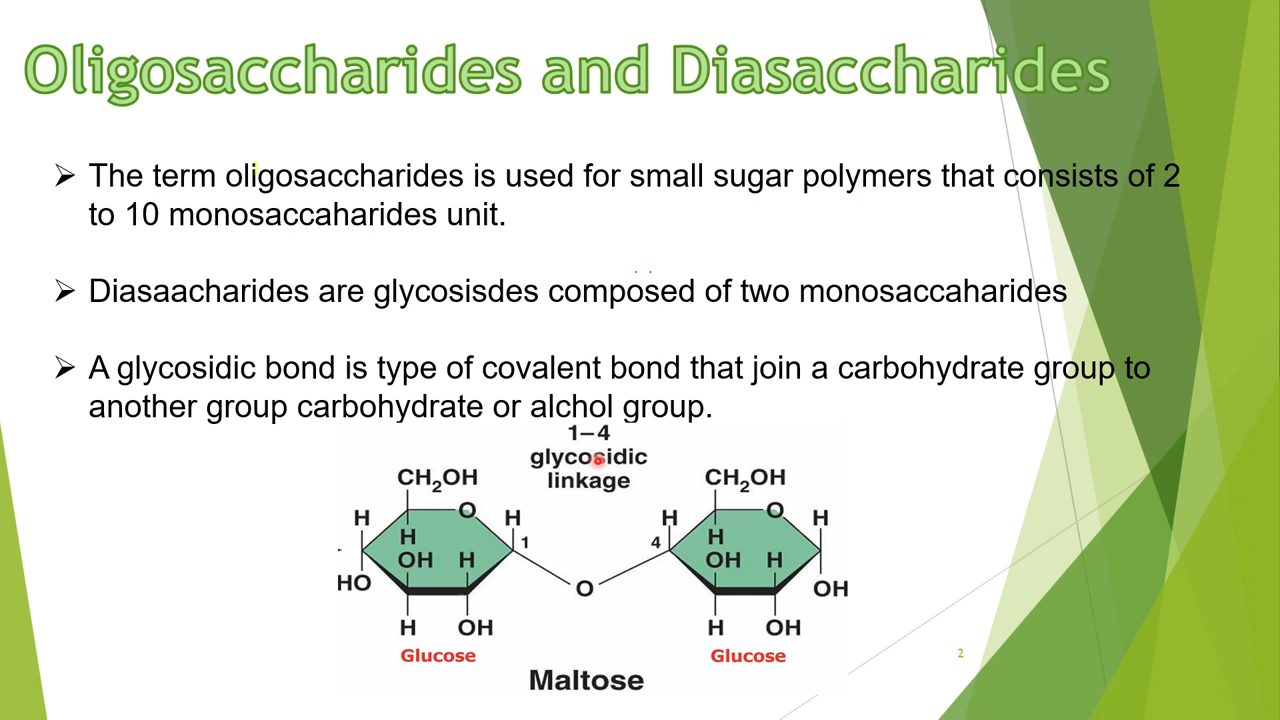 Oligosaccharides and Diasaccharides
➢ The term oligosaccharides is used for small sugar polymers that consists of 2
to 10 monosaccaharides unit.
➢ Diasaacharides are glycosisdes composed of two monosaccaharides
➢ A glycosidic bond is type of covalent bond that join a carbohydrate group to
another group carbohydrate or alchol group.
1–4
glycosidic
linkage
CH₂OH CH₂OH
H O H H O H
H 1 4 H
OH H OH H
HO O OH
H OH H OH
Glucose Glucose
Maltose
2